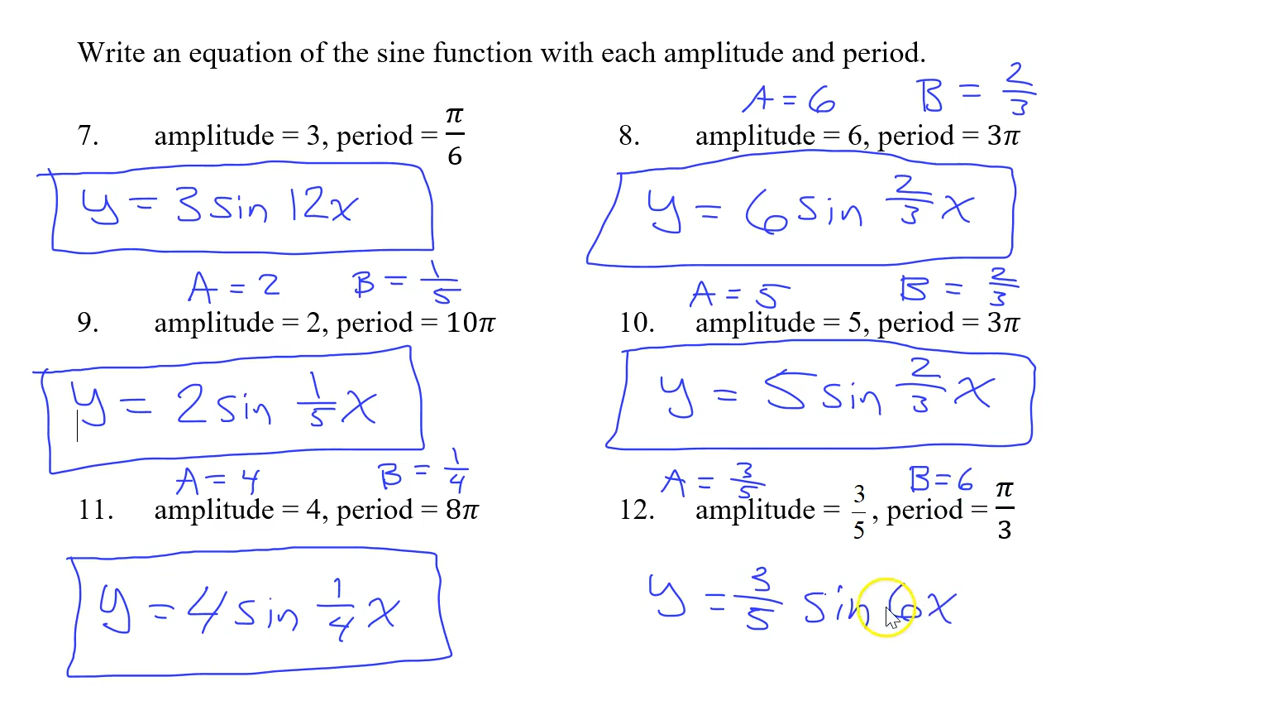 Write an equation of the sine function with each amplitude and period.
A = 6 B = 2/3
7. amplitude = 3, period = π/6
8. amplitude = 6, period = 3π
y = 3 sin 12x
y = 6 sin 2/3 x
A = 2 B = 1/5
A = 5 B = 2/3
9. amplitude = 2, period = 10π
10. amplitude = 5, period = 3π
y = 2 sin 1/5 x
y = 5 sin 2/3 x
A = 4 B = 1/4
A = 3/5 B = 6
11. amplitude = 4, period = 8π
12. amplitude = 3/5, period = π/3
y = 4 sin 1/4 x
y = 3/5 sin 6x